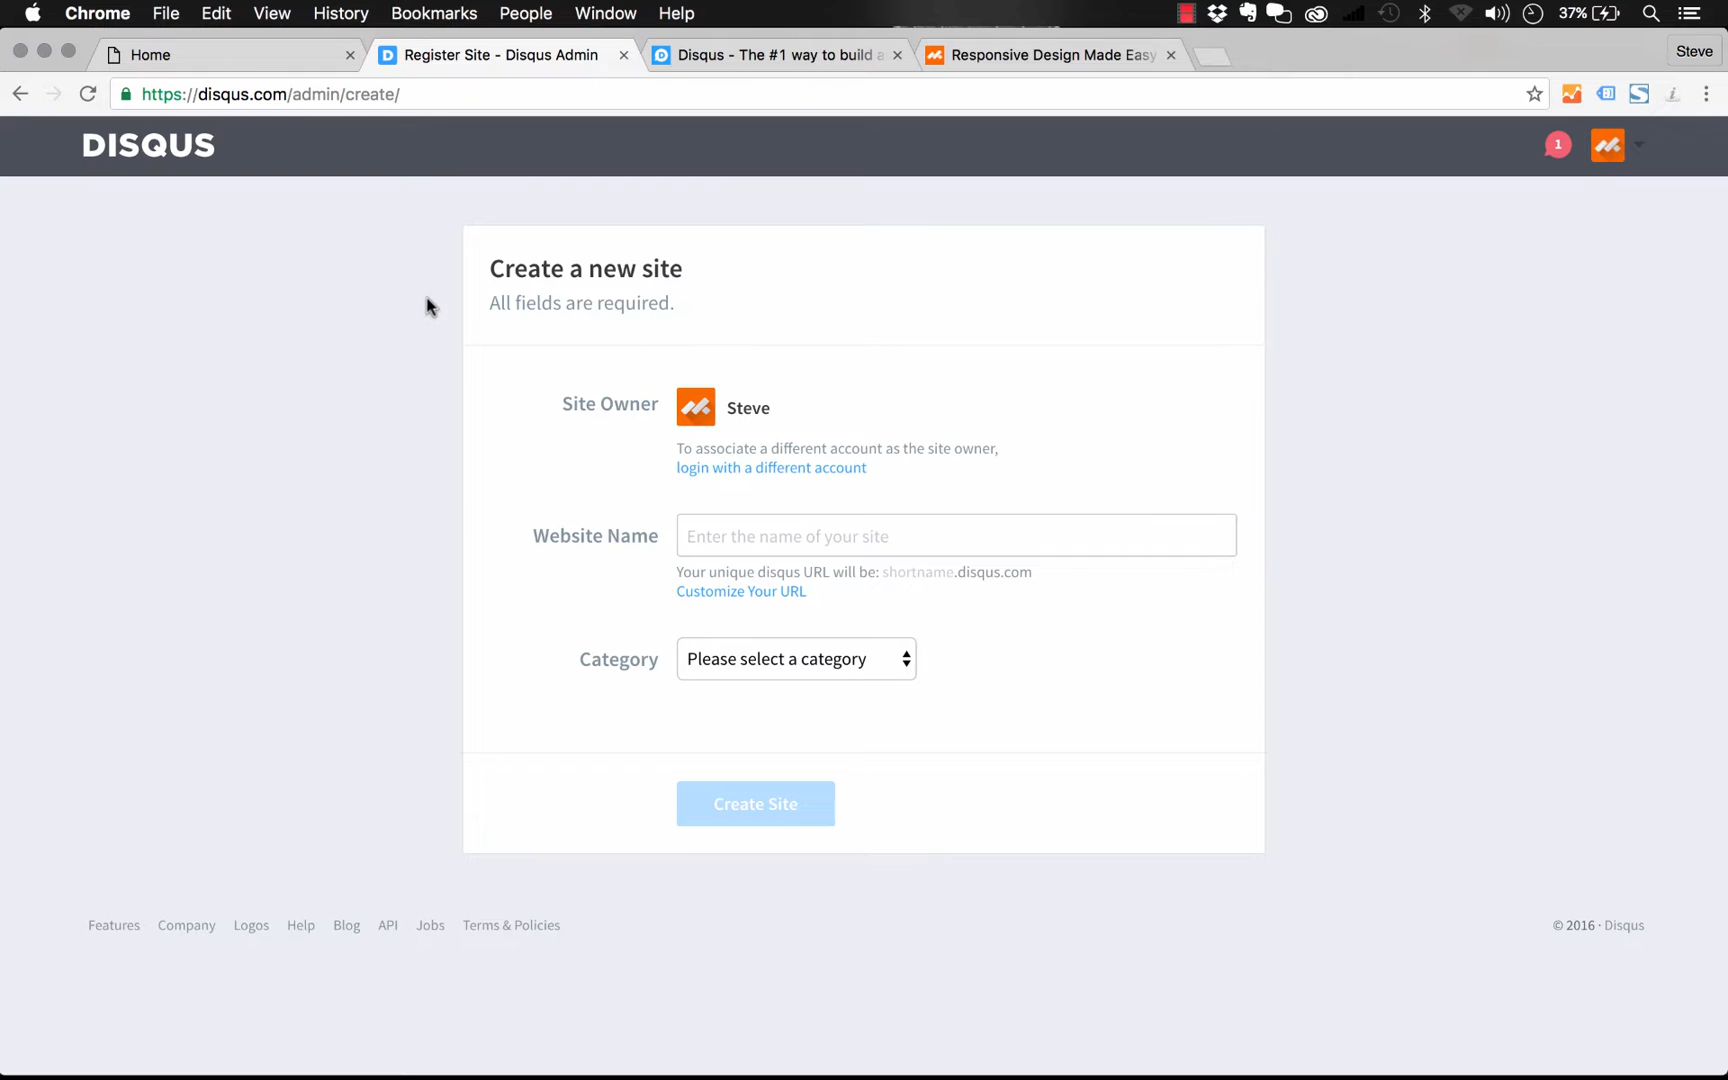 Chrome File Edit View History Bookmarks People Window Help 37%
Home Register Site - Disqus Admin Disqus - The #1 way to build a Responsive Design Made Easy Steve
https://disqus.com/admin/create/
DISQUS 1
Create a new site
All fields are required.
Site Owner Steve
To associate a different account as the site owner,
login with a different account
Website Name Enter the name of your site
Your unique disqus URL will be: shortname.disqus.com
Customize Your URL
Category Please select a category
Create Site
Features Company Logos Help Blog API Jobs Terms & Policies © 2016 · Disqus